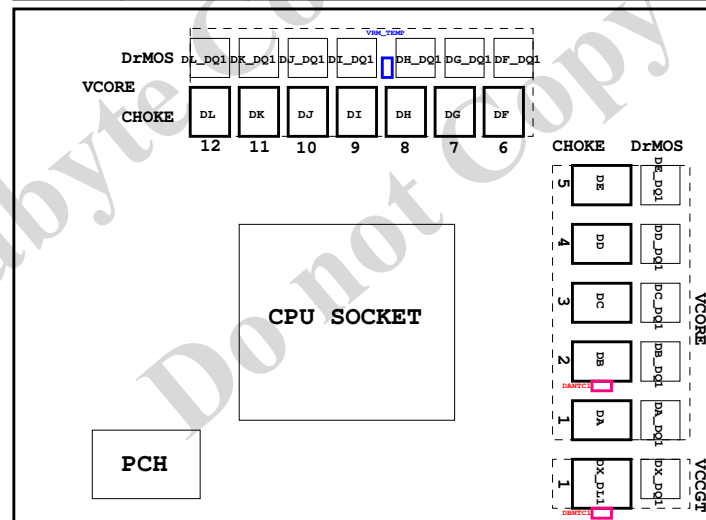 VRM_TEMP
DrMOS DL_DQ1 DK_DQ1 DJ_DQ1 DI_DQ1 DH_DQ1 DG_DQ1 DF_DQ1
VCORE
CHOKE DL DK DJ DI DH DG DF
12 11 10 9 8 7 6
CHOKE DrMOS
5 DE DE_DQ1
4 DD DD_DQ1
3 DC DC_DQ1
VCORE
2 DB DB_DQ1
DANTC1
1 DA DA_DQ1
1 DX_DL1 DX_DQ1
VCCGT
DBNTC1
CPU SOCKET
PCH
abyte Co
Do not Copy